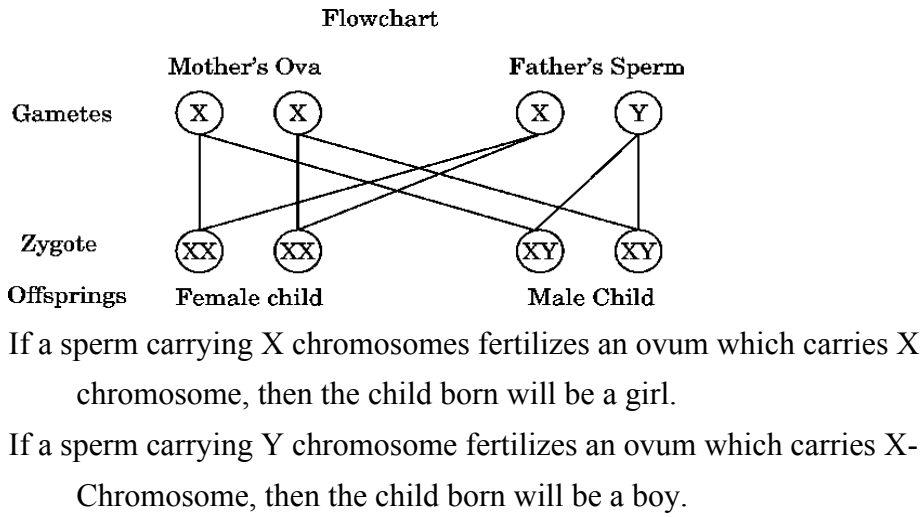 Flowchart
Mother's Ova Father's Sperm
Gametes X X X Y
Zygote XX XX XY XY
Offsprings Female child Male Child
If a sperm carrying X chromosomes fertilizes an ovum which carries X
chromosome, then the child born will be a girl.
If a sperm carrying Y chromosome fertilizes an ovum which carries X-
Chromosome, then the child born will be a boy.